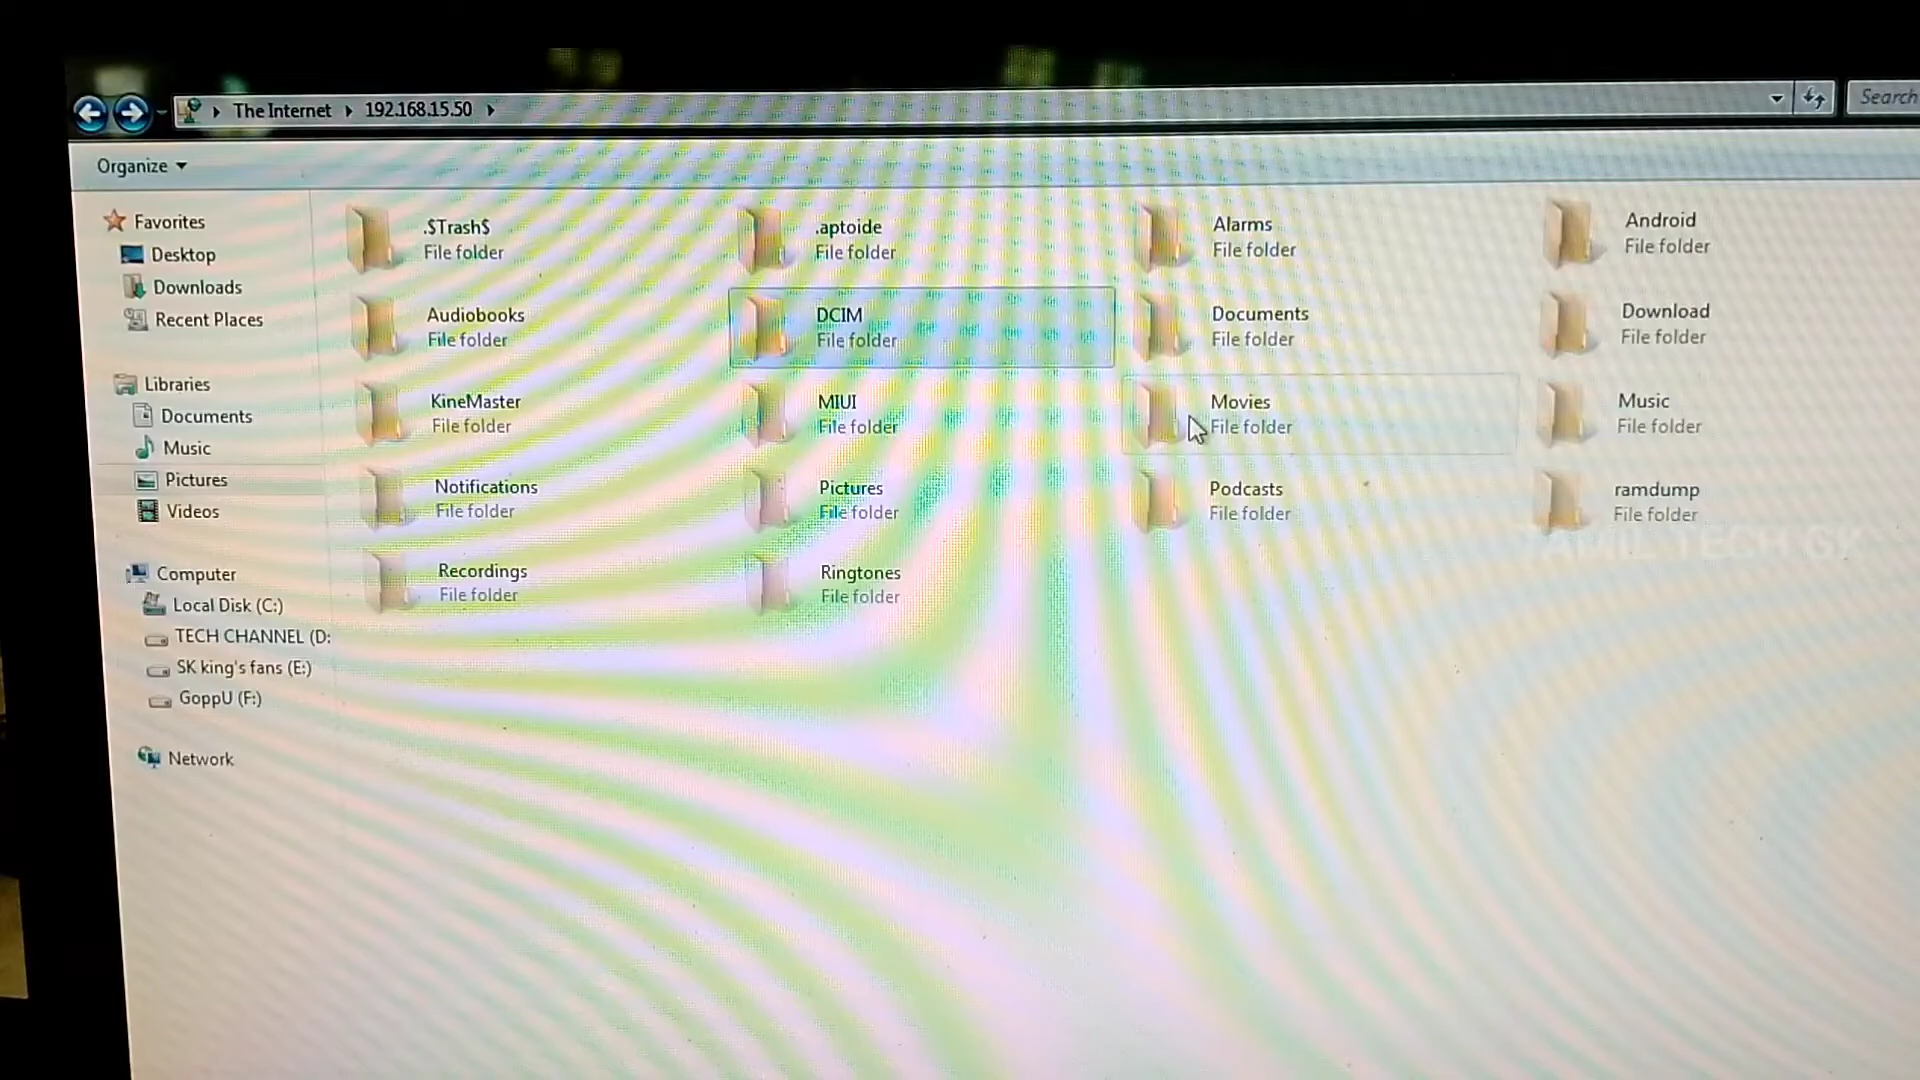 The Internet
192.168.15.50
Search
Organize
Favorites
Desktop
Downloads
Recent Places
Libraries
Documents
Music
Pictures
Videos
Computer
Local Disk (C:)
TECH CHANNEL (D:
SK king's fans (E:)
GoppU (F:)
Network
.$Trash$
File folder
.aptoide
File folder
Alarms
File folder
Android
File folder
Audiobooks
File folder
DCIM
File folder
Documents
File folder
Download
File folder
KineMaster
File folder
MIUI
File folder
Movies
File folder
Music
File folder
Notifications
File folder
Pictures
File folder
Podcasts
File folder
ramdump
File folder
Recordings
File folder
Ringtones
File folder
TAMIL TECH GK